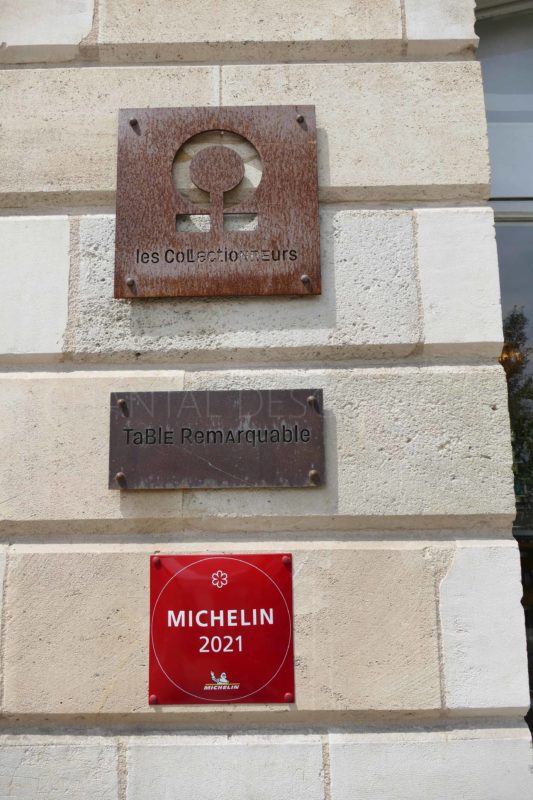 les CoLLectionnEurs
TaBLE RemArquable
MICHELIN
2021
MICHELIN